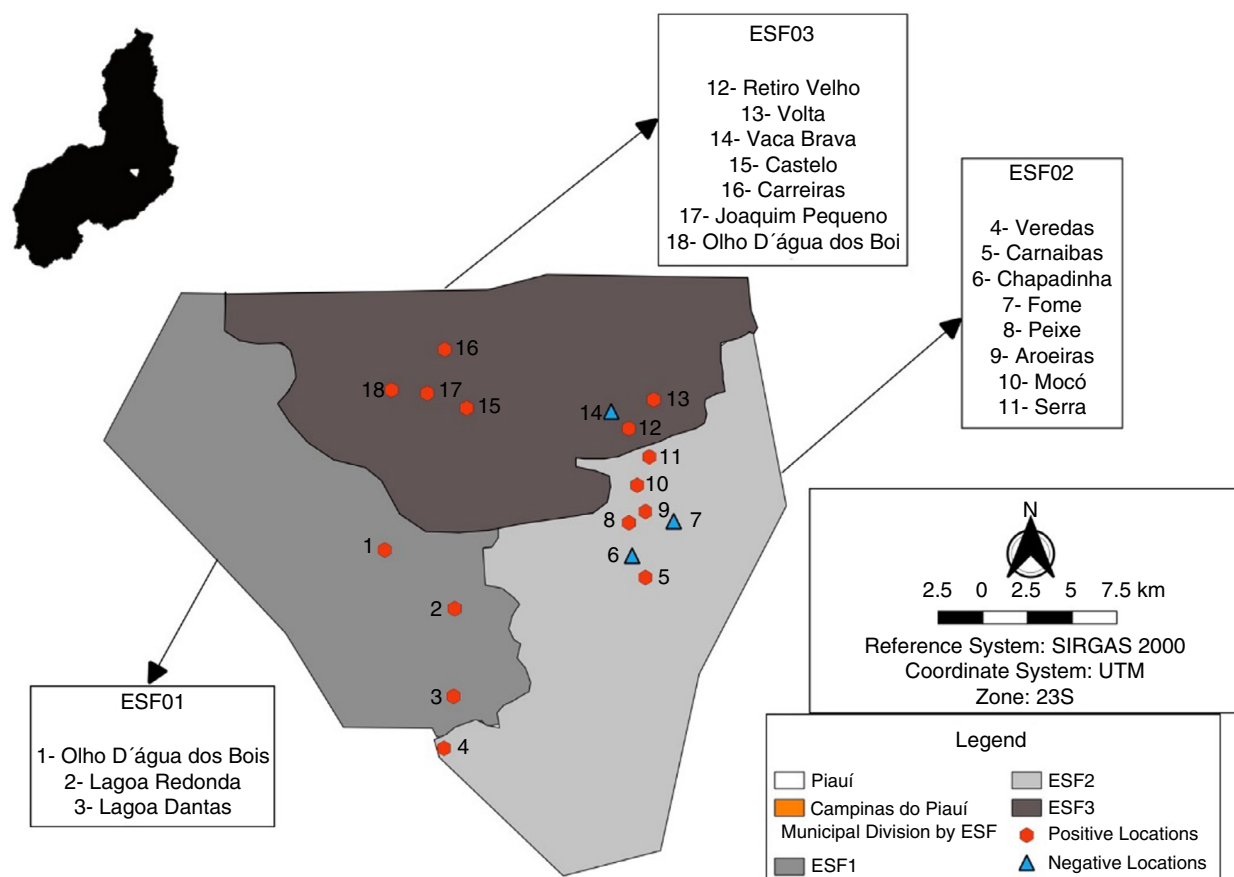 ESF03
12- Retiro Velho
13- Volta
14- Vaca Brava
15- Castelo
16- Carreiras
17- Joaquim Pequeno
18- Olho D´água dos Boi
ESF02
4- Veredas
5- Carnaibas
6- Chapadinha
7- Fome
8- Peixe
9- Aroeiras
10- Mocó
11- Serra
16
18
17
15
13
14
12
11
10
9
8
7
6
5
1
2
3
4
ESF01
1- Olho D´água dos Bois
2- Lagoa Redonda
3- Lagoa Dantas
N
2.5 0 2.5 5 7.5 km
Reference System: SIRGAS 2000
Coordinate System: UTM
Zone: 23S
Legend
Piauí
Campinas do Piauí
Municipal Division by ESF
ESF1
ESF2
ESF3
Positive Locations
Negative Locations